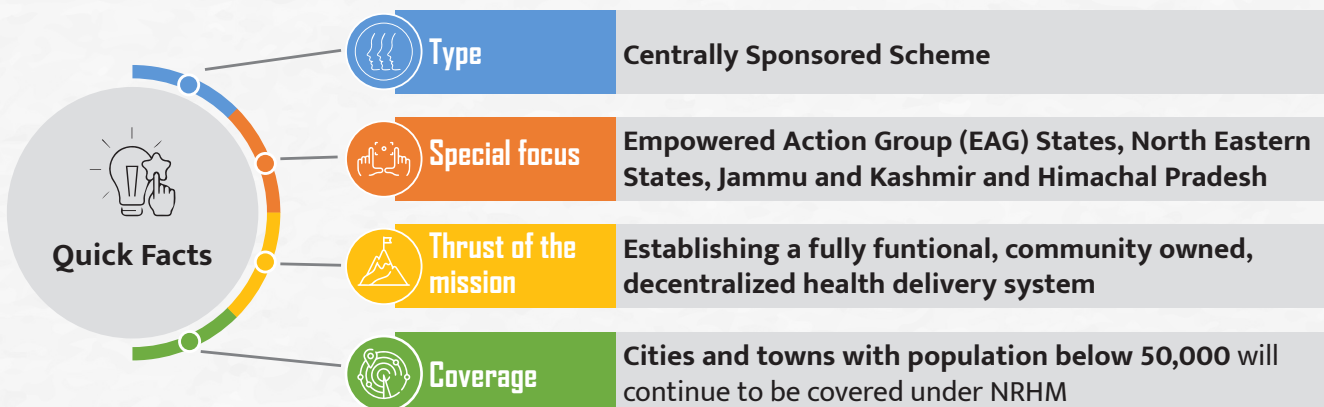 Quick Facts
Type
Centrally Sponsored Scheme
Special focus
Empowered Action Group (EAG) States, North Eastern
States, Jammu and Kashmir and Himachal Pradesh
Thrust of the
mission
Establishing a fully funtional, community owned,
decentralized health delivery system
Coverage
Cities and towns with population below 50,000 will
continue to be covered under NRHM